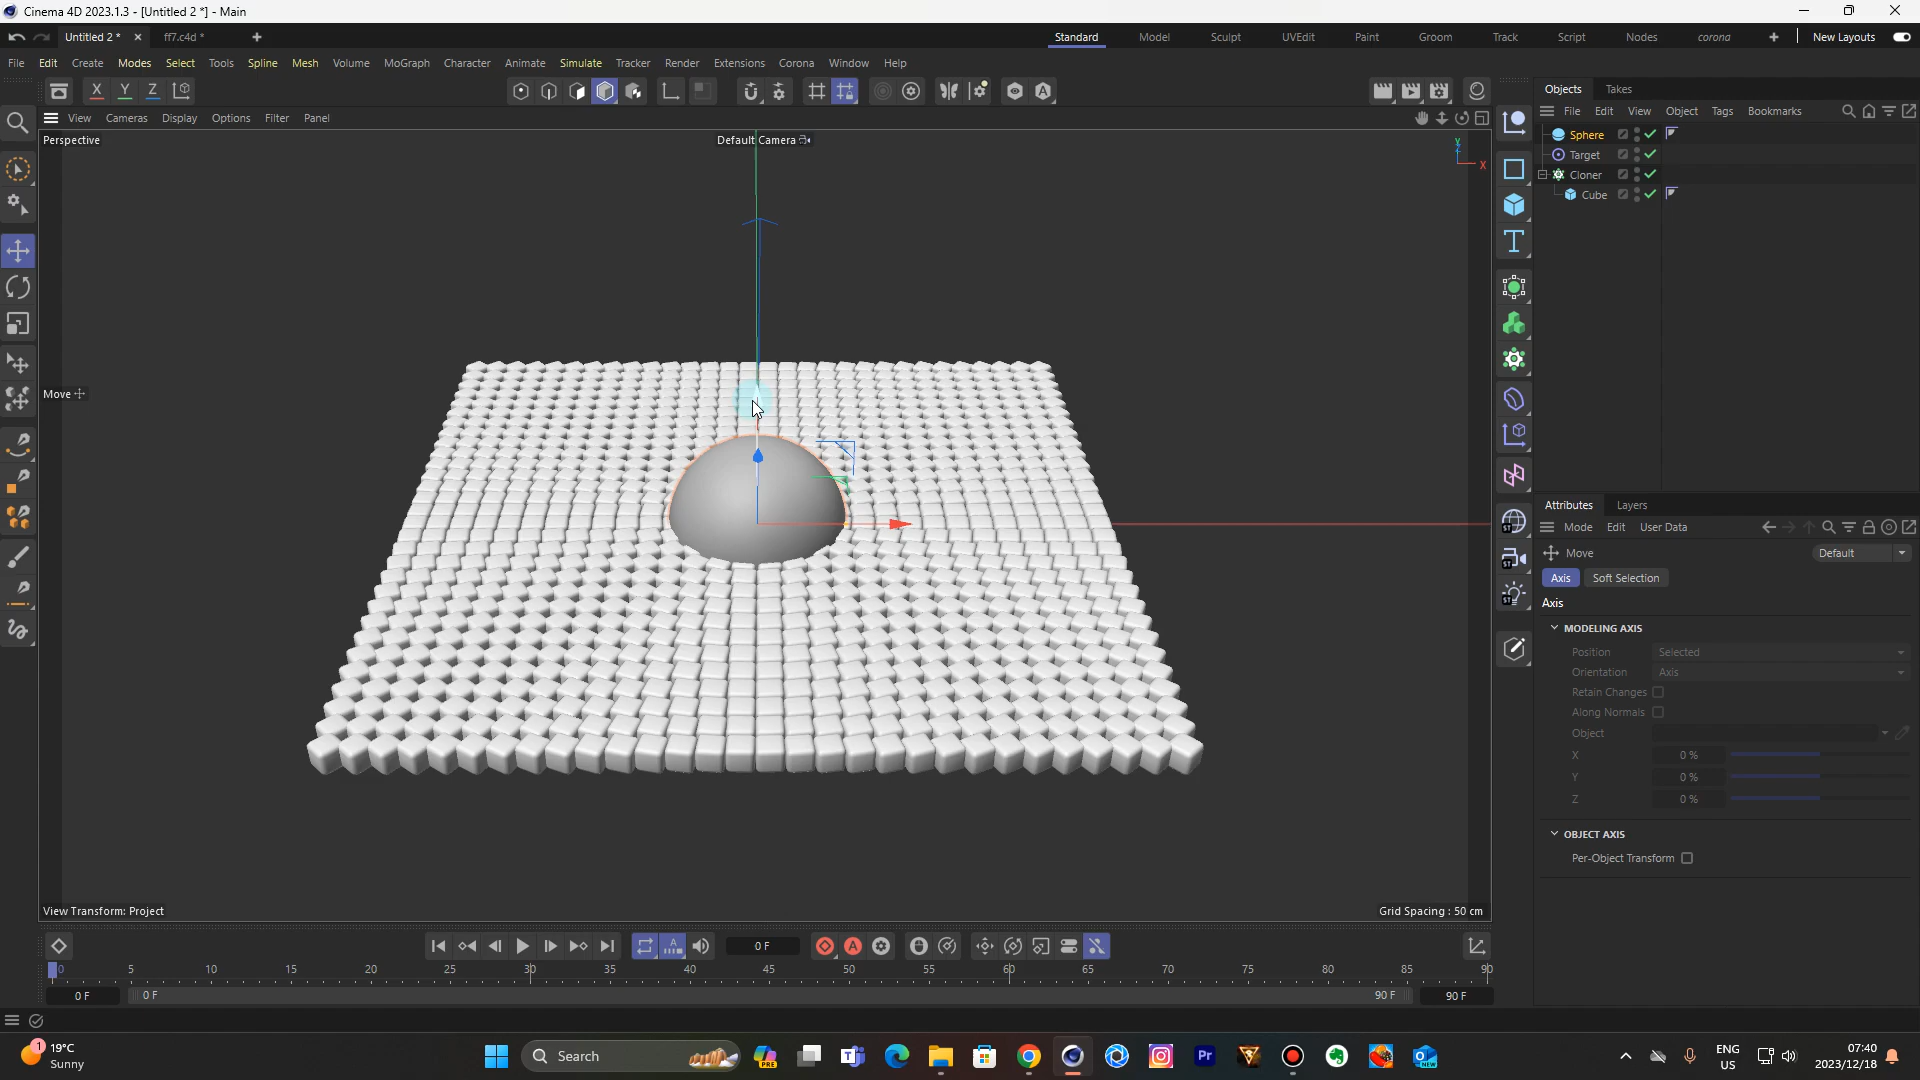 Cinema 4D 2023.1.3 - [Untitled 2 *] - Main
Untitled 2 * ff7.c4d * Standard Model Sculpt UVEdit Paint Groom Track Script Nodes corona New Layouts
File Edit Create Modes Select Tools Spline Mesh Volume MoGraph Character Animate Simulate Tracker Render Extensions Corona Window Help
X Y Z
Objects Takes
View Cameras Display Options Filter Panel
File Edit View Object Tags Bookmarks
Perspective
Default Camera
Y
Z
X
Sphere
Target
Cloner
Cube
Move
Attributes Layers
Mode Edit User Data
Move
Default
Axis Soft Selection
Axis
MODELING AXIS
Position Selected
Orientation Axis
Retain Changes
Along Normals
Object
X 0 %
Y 0 %
Z 0 %
OBJECT AXIS
Per-Object Transform
ST
ST
ST
View Transform: Project
Grid Spacing : 50 cm
0 F
0 5 10 15 20 25 30 35 40 45 50 55 60 65 70 75 80 85 90
0 F 0 F 90 F 90 F
1
19°C
Sunny
Search
PRE
Pr
NEW
ENG
US
07:40
2023/12/18